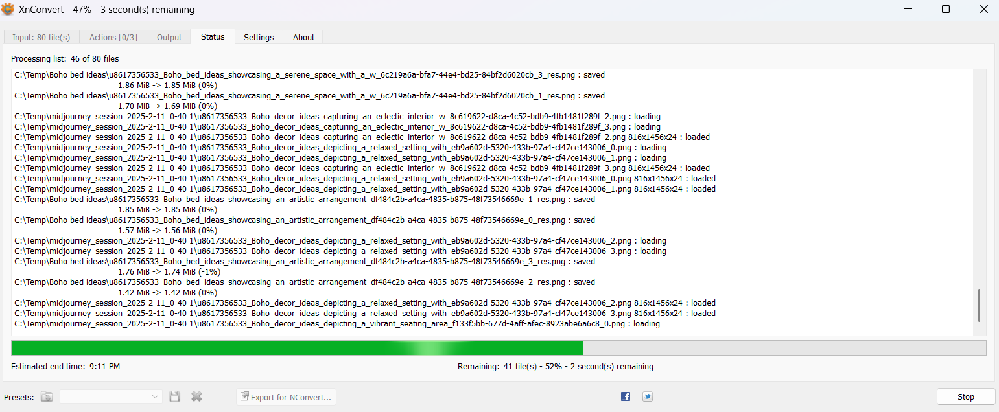 XnConvert - 47% - 3 second(s) remaining
Input: 80 file(s) Actions [0/3] Output Status Settings About
Processing list: 46 of 80 files
C:\Temp\Boho bed ideas\u8617356533_Boho_bed_ideas_showcasing_a_serene_space_with_a_w_6c219a6a-bfa7-44e4-bd25-84bf2d6020cb_3_res.png : saved
1.86 MiB -> 1.85 MiB (0%)
C:\Temp\Boho bed ideas\u8617356533_Boho_bed_ideas_showcasing_a_serene_space_with_a_w_6c219a6a-bfa7-44e4-bd25-84bf2d6020cb_1_res.png : saved
1.70 MiB -> 1.69 MiB (0%)
C:\Temp\midjourney_session_2025-2-11_0-40 1\u8617356533_Boho_decor_ideas_capturing_an_eclectic_interior_w_8c619622-d8ca-4c52-bdb9-4fb1481f289f_2.png : loading
C:\Temp\midjourney_session_2025-2-11_0-40 1\u8617356533_Boho_decor_ideas_capturing_an_eclectic_interior_w_8c619622-d8ca-4c52-bdb9-4fb1481f289f_3.png : loading
C:\Temp\midjourney_session_2025-2-11_0-40 1\u8617356533_Boho_decor_ideas_capturing_an_eclectic_interior_w_8c619622-d8ca-4c52-bdb9-4fb1481f289f_2.png 816x1456x24 : loaded
C:\Temp\midjourney_session_2025-2-11_0-40 1\u8617356533_Boho_decor_ideas_depicting_a_relaxed_setting_with_eb9a602d-5320-433b-97a4-cf47ce143006_0.png : loading
C:\Temp\midjourney_session_2025-2-11_0-40 1\u8617356533_Boho_decor_ideas_depicting_a_relaxed_setting_with_eb9a602d-5320-433b-97a4-cf47ce143006_1.png : loading
C:\Temp\midjourney_session_2025-2-11_0-40 1\u8617356533_Boho_decor_ideas_capturing_an_eclectic_interior_w_8c619622-d8ca-4c52-bdb9-4fb1481f289f_3.png 816x1456x24 : loaded
C:\Temp\midjourney_session_2025-2-11_0-40 1\u8617356533_Boho_decor_ideas_depicting_a_relaxed_setting_with_eb9a602d-5320-433b-97a4-cf47ce143006_0.png 816x1456x24 : loaded
C:\Temp\midjourney_session_2025-2-11_0-40 1\u8617356533_Boho_decor_ideas_depicting_a_relaxed_setting_with_eb9a602d-5320-433b-97a4-cf47ce143006_1.png 816x1456x24 : loaded
C:\Temp\Boho bed ideas\u8617356533_Boho_bed_ideas_showcasing_an_artistic_arrangement_df484c2b-a4ca-4835-b875-48f73546669e_1_res.png : saved
1.85 MiB -> 1.85 MiB (0%)
C:\Temp\Boho bed ideas\u8617356533_Boho_bed_ideas_showcasing_an_artistic_arrangement_df484c2b-a4ca-4835-b875-48f73546669e_0_res.png : saved
1.57 MiB -> 1.56 MiB (0%)
C:\Temp\midjourney_session_2025-2-11_0-40 1\u8617356533_Boho_decor_ideas_depicting_a_relaxed_setting_with_eb9a602d-5320-433b-97a4-cf47ce143006_2.png : loading
C:\Temp\midjourney_session_2025-2-11_0-40 1\u8617356533_Boho_decor_ideas_depicting_a_relaxed_setting_with_eb9a602d-5320-433b-97a4-cf47ce143006_3.png : loading
C:\Temp\Boho bed ideas\u8617356533_Boho_bed_ideas_showcasing_an_artistic_arrangement_df484c2b-a4ca-4835-b875-48f73546669e_3_res.png : saved
1.76 MiB -> 1.74 MiB (-1%)
C:\Temp\Boho bed ideas\u8617356533_Boho_bed_ideas_showcasing_an_artistic_arrangement_df484c2b-a4ca-4835-b875-48f73546669e_2_res.png : saved
1.42 MiB -> 1.42 MiB (0%)
C:\Temp\midjourney_session_2025-2-11_0-40 1\u8617356533_Boho_decor_ideas_depicting_a_relaxed_setting_with_eb9a602d-5320-433b-97a4-cf47ce143006_2.png 816x1456x24 : loaded
C:\Temp\midjourney_session_2025-2-11_0-40 1\u8617356533_Boho_decor_ideas_depicting_a_relaxed_setting_with_eb9a602d-5320-433b-97a4-cf47ce143006_3.png 816x1456x24 : loaded
C:\Temp\midjourney_session_2025-2-11_0-40 1\u8617356533_Boho_decor_ideas_depicting_a_vibrant_seating_area_f133f5bb-677d-4aff-afec-8923abe6a6c8_0.png : loading
Estimated end time: 9:11 PM Remaining: 41 file(s) - 52% - 2 second(s) remaining
Presets: Export for NConvert... Stop